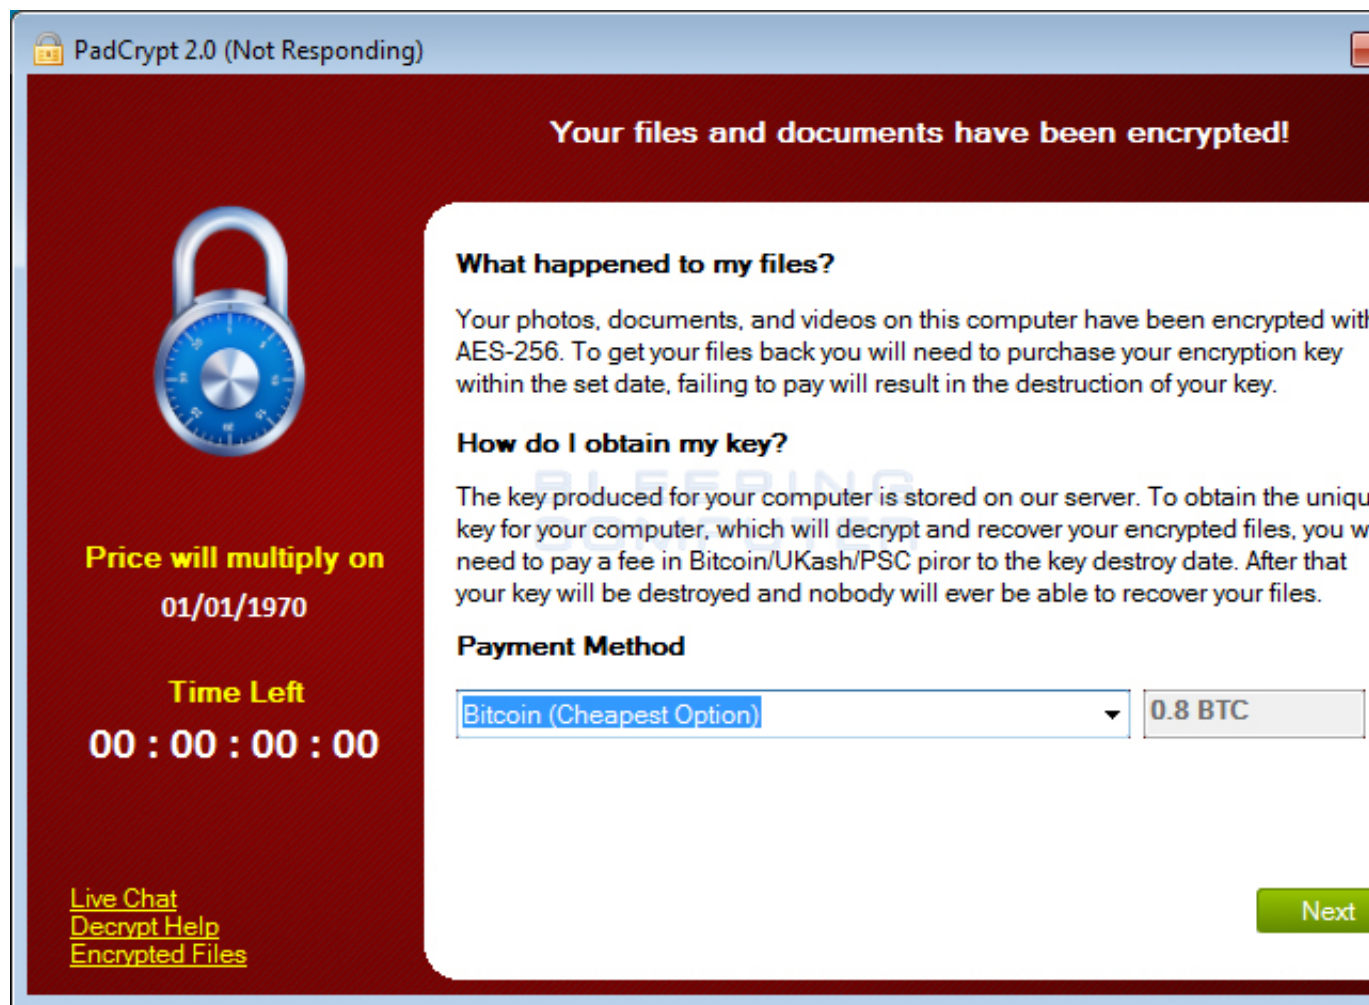 PadCrypt 2.0 (Not Responding)
Your files and documents have been encrypted!
What happened to my files?
Your photos, documents, and videos on this computer have been encrypted with
AES-256. To get your files back you will need to purchase your encryption key
within the set date, failing to pay will result in the destruction of your key.
How do I obtain my key?
BLEEPING
COMPUTER
The key produced for your computer is stored on our server. To obtain the uniqu
key for your computer, which will decrypt and recover your encrypted files, you w
need to pay a fee in Bitcoin/UKash/PSC piror to the key destroy date. After that
your key will be destroyed and nobody will ever be able to recover your files.
Payment Method
Bitcoin (Cheapest Option)
0.8 BTC
Price will multiply on
01/01/1970
Time Left
00 : 00 : 00 : 00
Live Chat
Decrypt Help
Encrypted Files
Next